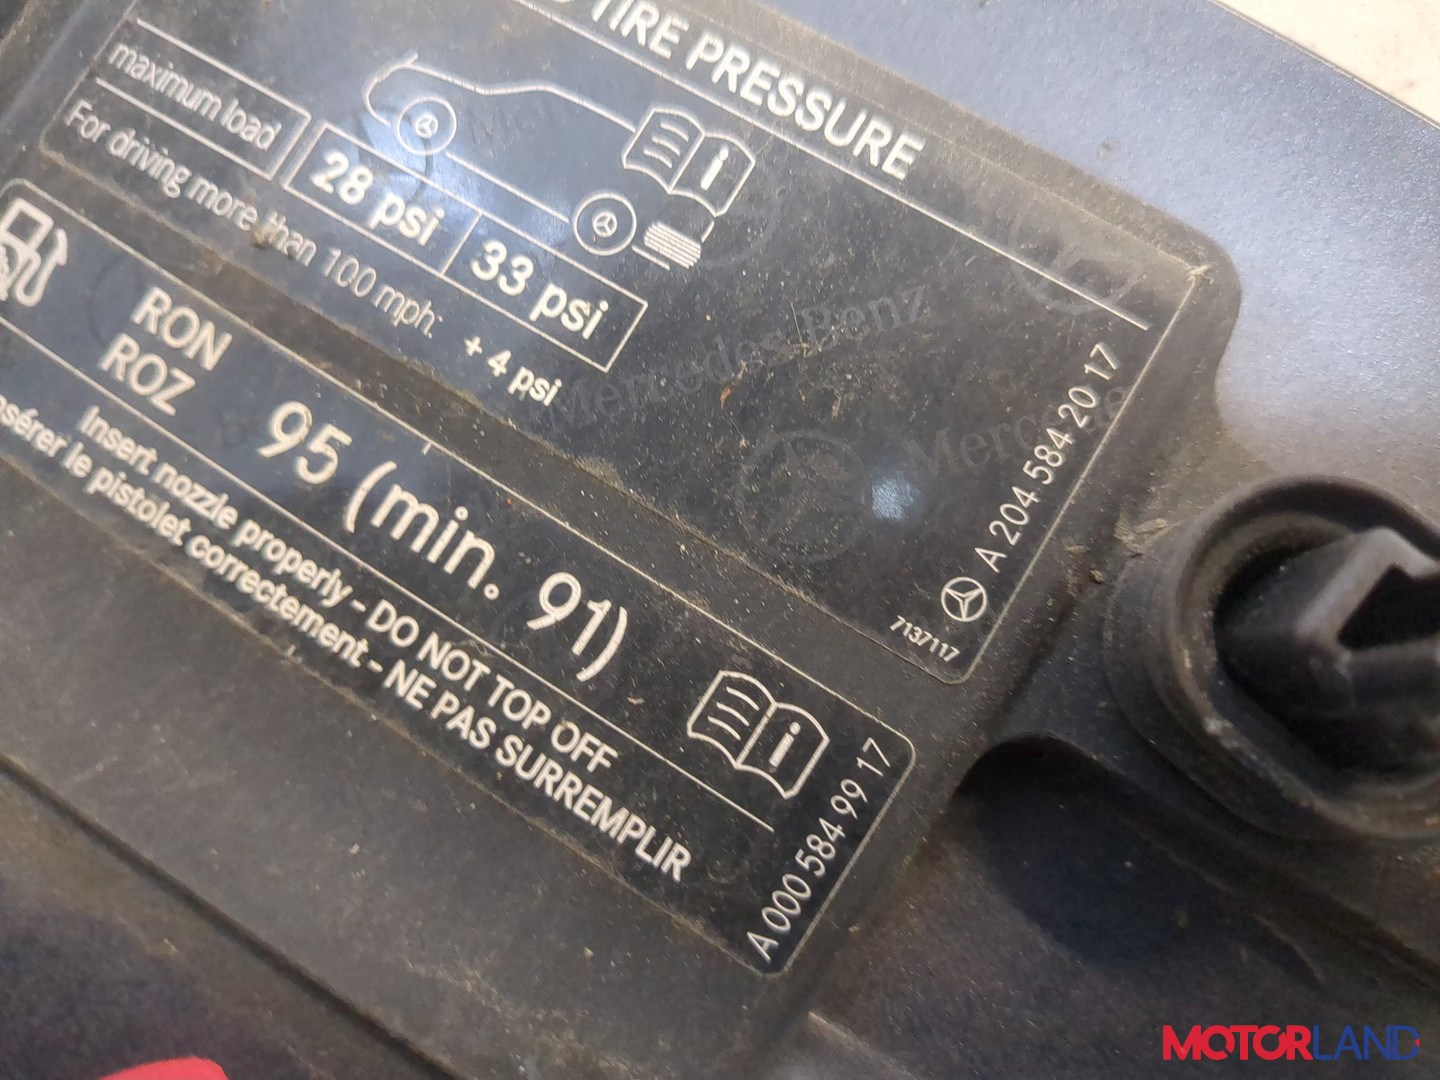 TIRE PRESSURE
maximum load
28 psi
33 psi
For driving more than 100 mph: + 4 psi
Mercedes-Benz
A 204 584 20 17
7137117
RON
ROZ
95 (min. 91)
Insert nozzle properly - DO NOT TOP OFF
le pistolet correctement - NE PAS SURREMPLIR
A 000 584 99 17
MOTORLAND